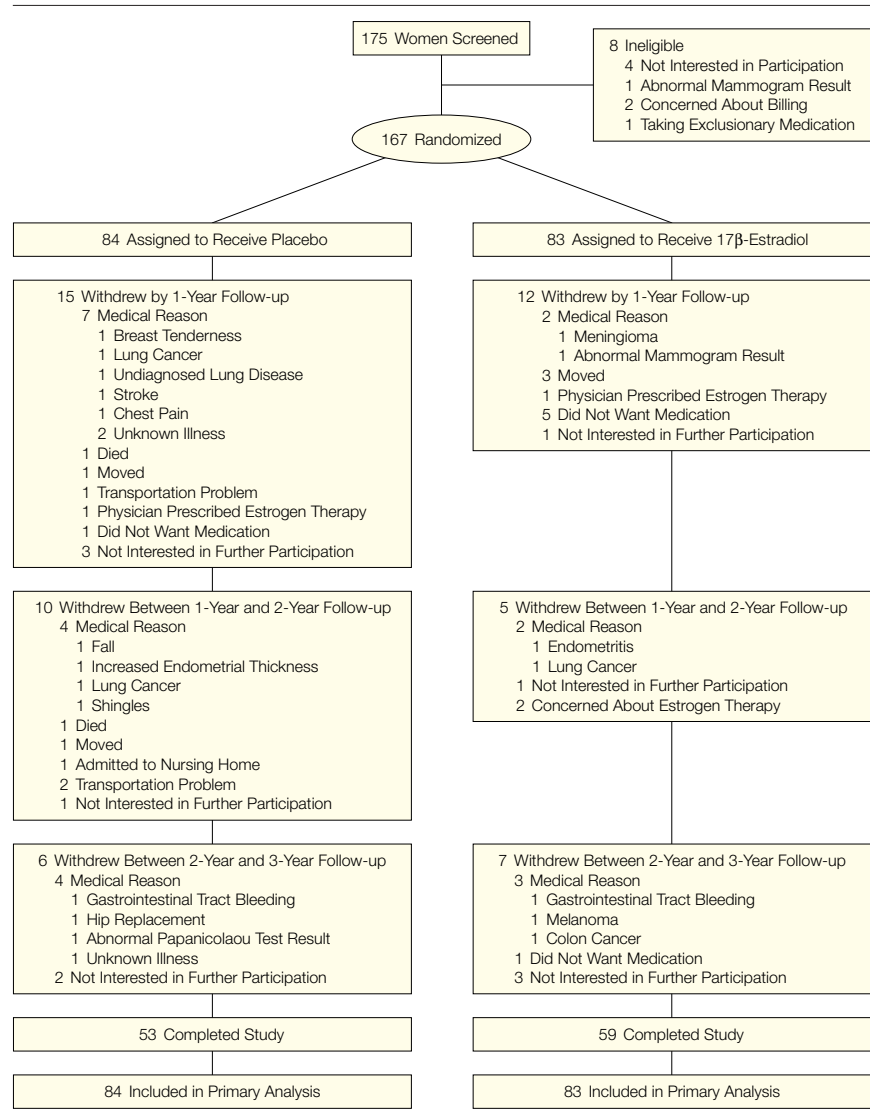 175 Women Screened
8 Ineligible
4 Not Interested in Participation
1 Abnormal Mammogram Result
2 Concerned About Billing
1 Taking Exclusionary Medication
167 Randomized
84 Assigned to Receive Placebo
15 Withdrew by 1-Year Follow-up
7 Medical Reason
1 Breast Tenderness
1 Lung Cancer
1 Undiagnosed Lung Disease
1 Stroke
1 Chest Pain
2 Unknown Illness
1 Died
1 Moved
1 Transportation Problem
1 Physician Prescribed Estrogen Therapy
1 Did Not Want Medication
3 Not Interested in Further Participation
10 Withdrew Between 1-Year and 2-Year Follow-up
4 Medical Reason
1 Fall
1 Increased Endometrial Thickness
1 Lung Cancer
1 Shingles
1 Died
1 Moved
1 Admitted to Nursing Home
2 Transportation Problem
1 Not Interested in Further Participation
6 Withdrew Between 2-Year and 3-Year Follow-up
4 Medical Reason
1 Gastrointestinal Tract Bleeding
1 Hip Replacement
1 Abnormal Papanicolaou Test Result
1 Unknown Illness
2 Not Interested in Further Participation
53 Completed Study
84 Included in Primary Analysis
83 Assigned to Receive 17β-Estradiol
12 Withdrew by 1-Year Follow-up
2 Medical Reason
1 Meningioma
1 Abnormal Mammogram Result
3 Moved
1 Physician Prescribed Estrogen Therapy
5 Did Not Want Medication
1 Not Interested in Further Participation
5 Withdrew Between 1-Year and 2-Year Follow-up
2 Medical Reason
1 Endometritis
1 Lung Cancer
1 Not Interested in Further Participation
2 Concerned About Estrogen Therapy
7 Withdrew Between 2-Year and 3-Year Follow-up
3 Medical Reason
1 Gastrointestinal Tract Bleeding
1 Melanoma
1 Colon Cancer
1 Did Not Want Medication
3 Not Interested in Further Participation
59 Completed Study
83 Included in Primary Analysis